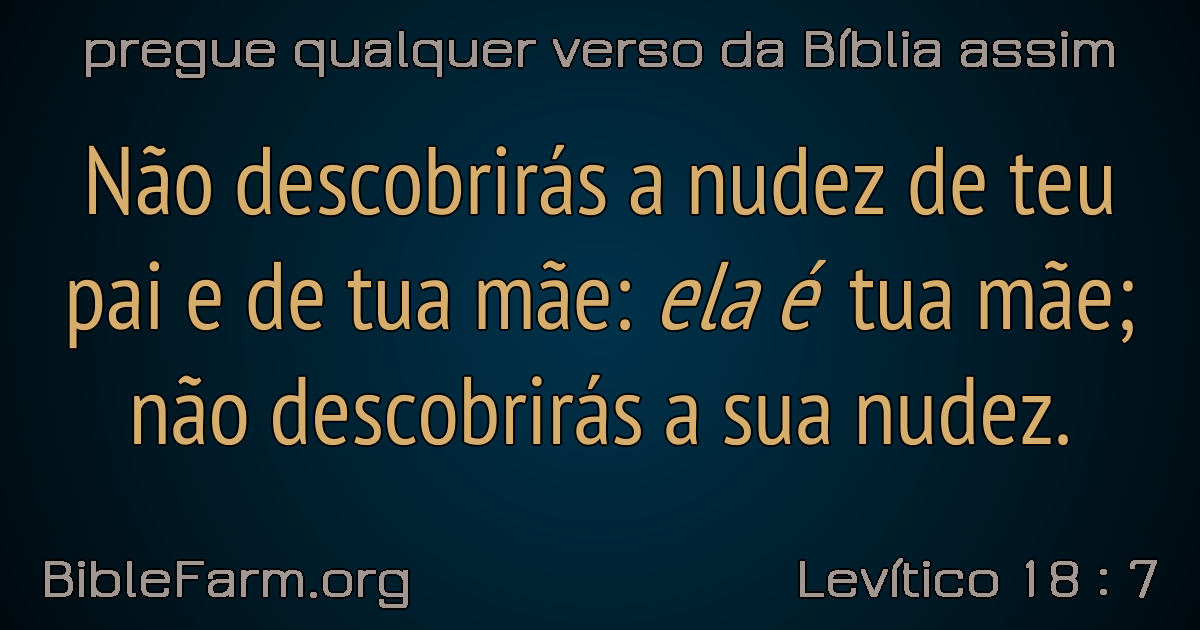 pregue qualquer verso da Bíblia assim
Não descobrirás a nudez de teu
pai e de tua mãe: ela é tua mãe;
não descobrirás a sua nudez.
BibleFarm.org
Levítico 18 : 7